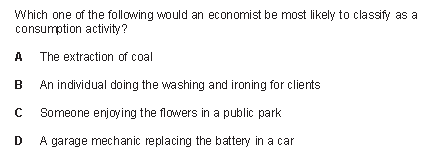 Which one of the following would an economist be most likely to classify as a
consumption activity?
A The extraction of coal
B An individual doing the washing and ironing for clients
C Someone enjoying the flowers in a public park
D A garage mechanic replacing the battery in a car